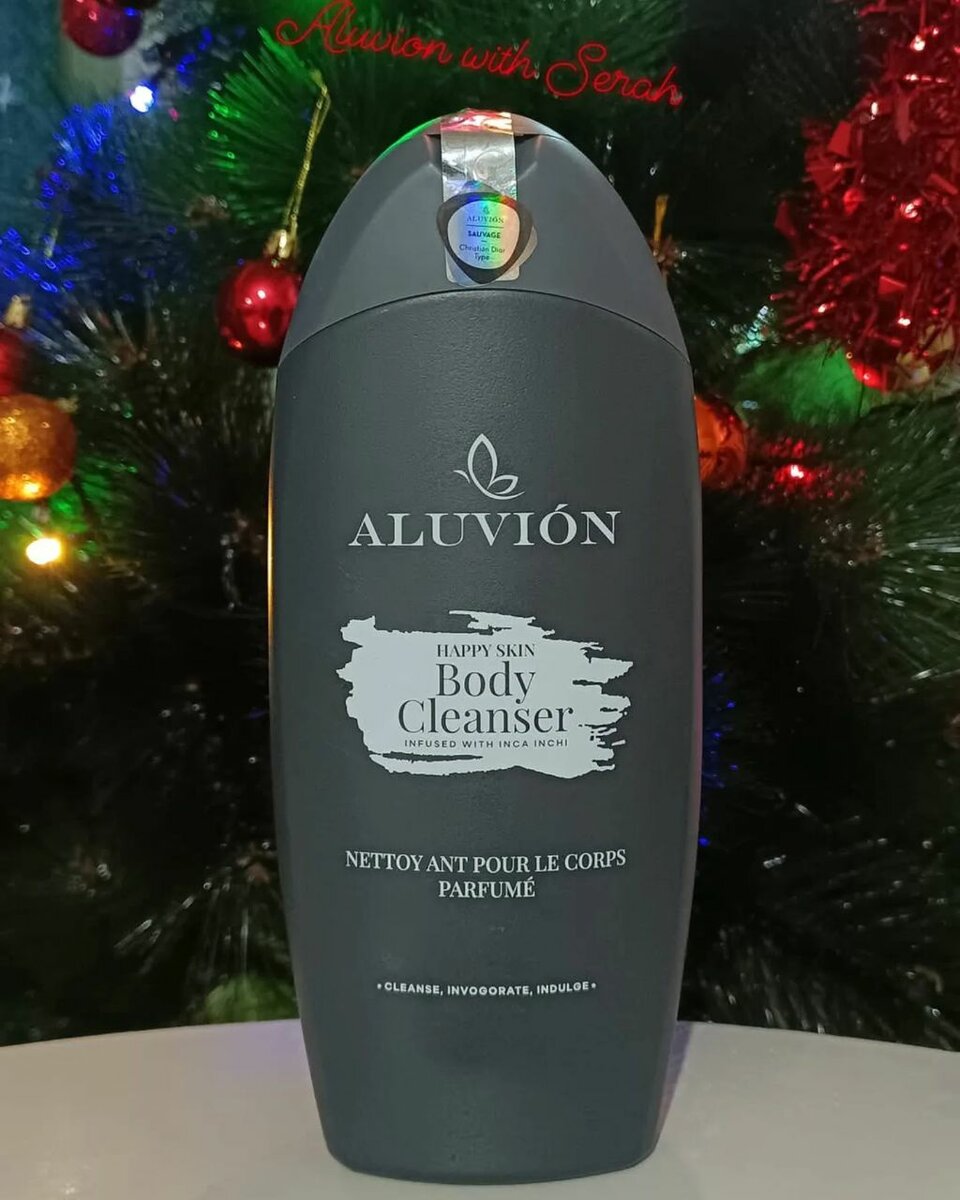 Aluvion with Serah
ALUVIÓN
SAUVAGE
Christian Dior
Type
ALUVIÓN
HAPPY SKIN
Body
Cleanser
INFUSED WITH INCA INCHI
NETTOY ANT POUR LE CORPS
PARFUMÉ
• CLEANSE, INVOGORATE, INDULGE •